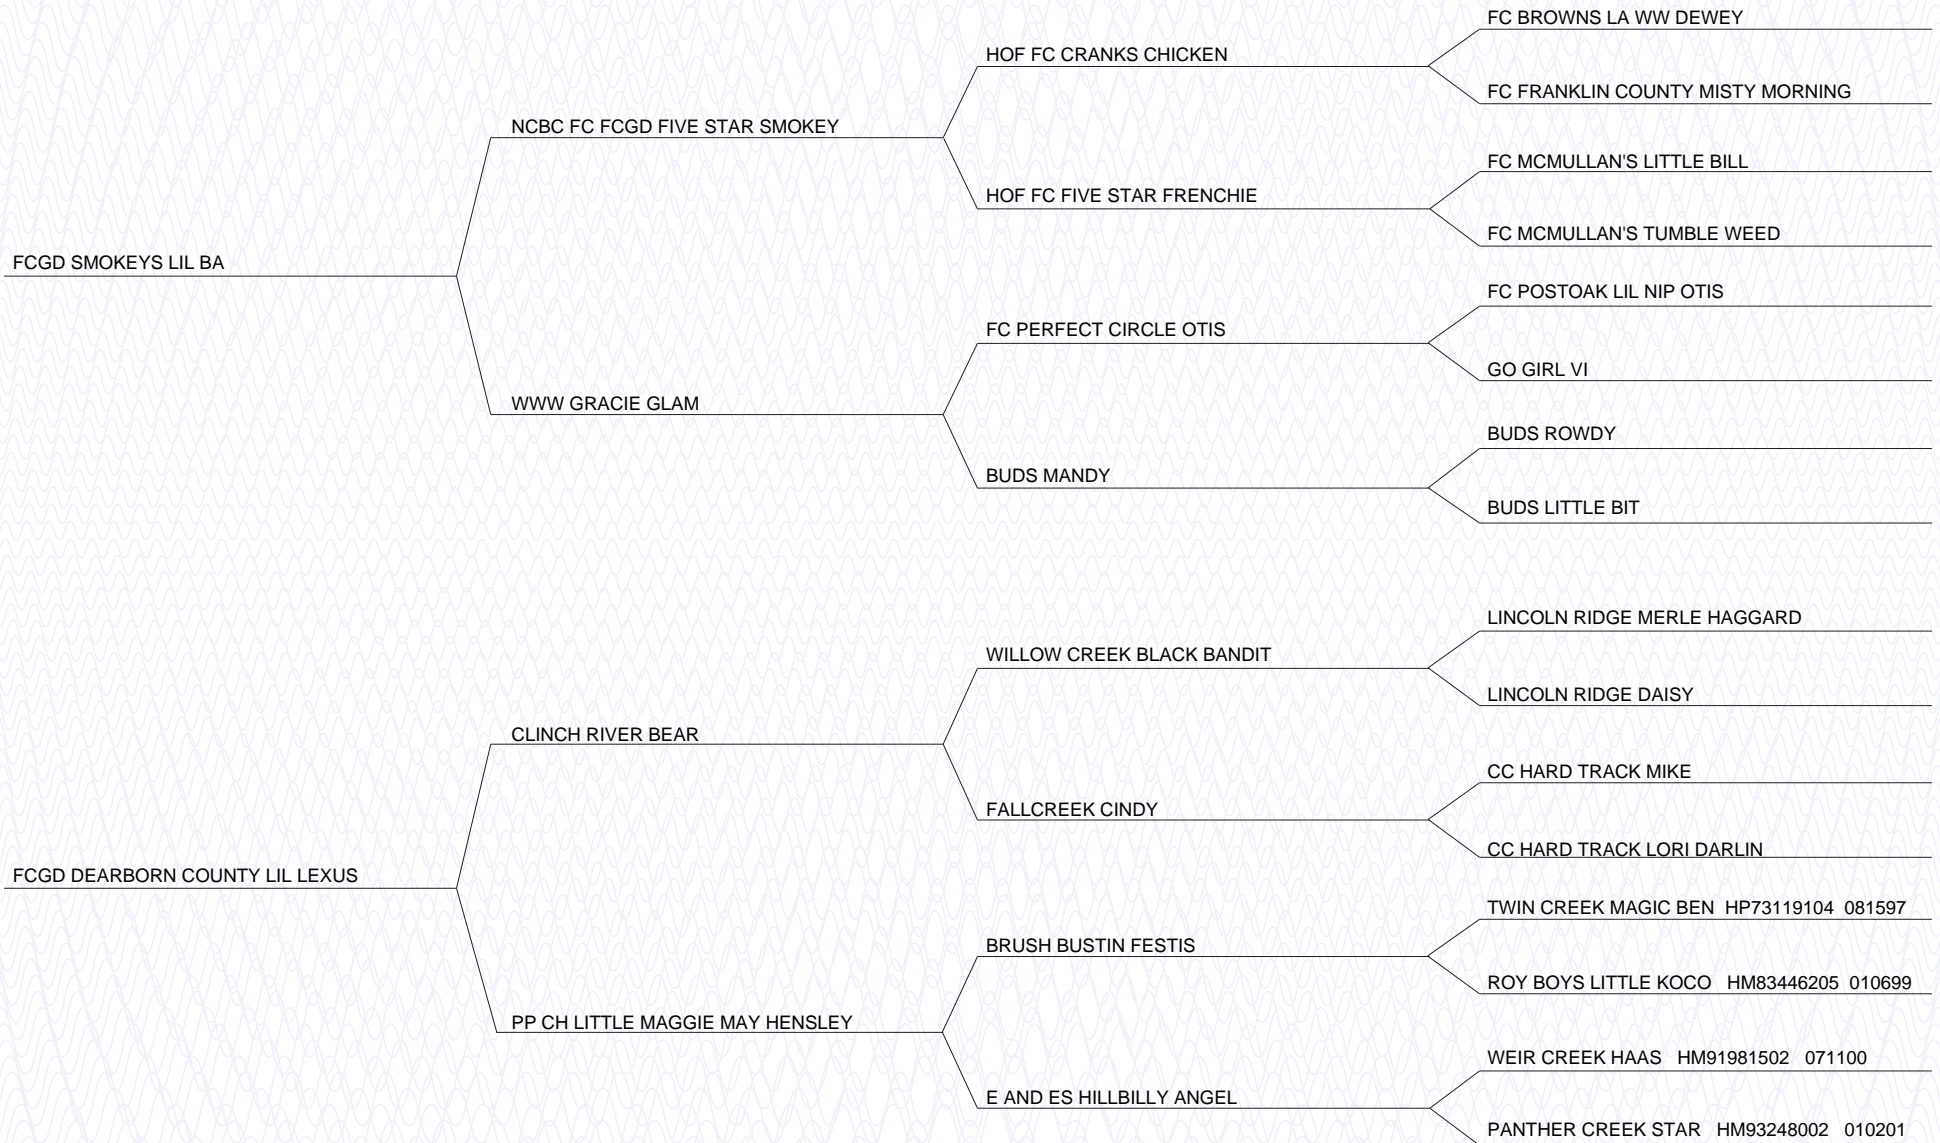 FC BROWNS LA WW DEWEY
HOF FC CRANKS CHICKEN
FC FRANKLIN COUNTY MISTY MORNING
NCBC FC FCGD FIVE STAR SMOKEY
FC MCMULLAN'S LITTLE BILL
HOF FC FIVE STAR FRENCHIE
FC MCMULLAN'S TUMBLE WEED
FCGD SMOKEYS LIL BA
FC POSTOAK LIL NIP OTIS
FC PERFECT CIRCLE OTIS
GO GIRL VI
WWW GRACIE GLAM
BUDS ROWDY
BUDS MANDY
BUDS LITTLE BIT
LINCOLN RIDGE MERLE HAGGARD
WILLOW CREEK BLACK BANDIT
LINCOLN RIDGE DAISY
CLINCH RIVER BEAR
CC HARD TRACK MIKE
FALLCREEK CINDY
CC HARD TRACK LORI DARLIN
FCGD DEARBORN COUNTY LIL LEXUS
TWIN CREEK MAGIC BEN HP73119104 081597
BRUSH BUSTIN FESTIS
ROY BOYS LITTLE KOCO HM83446205 010699
PP CH LITTLE MAGGIE MAY HENSLEY
WEIR CREEK HAAS HM91981502 071100
E AND ES HILLBILLY ANGEL
PANTHER CREEK STAR HM93248002 010201